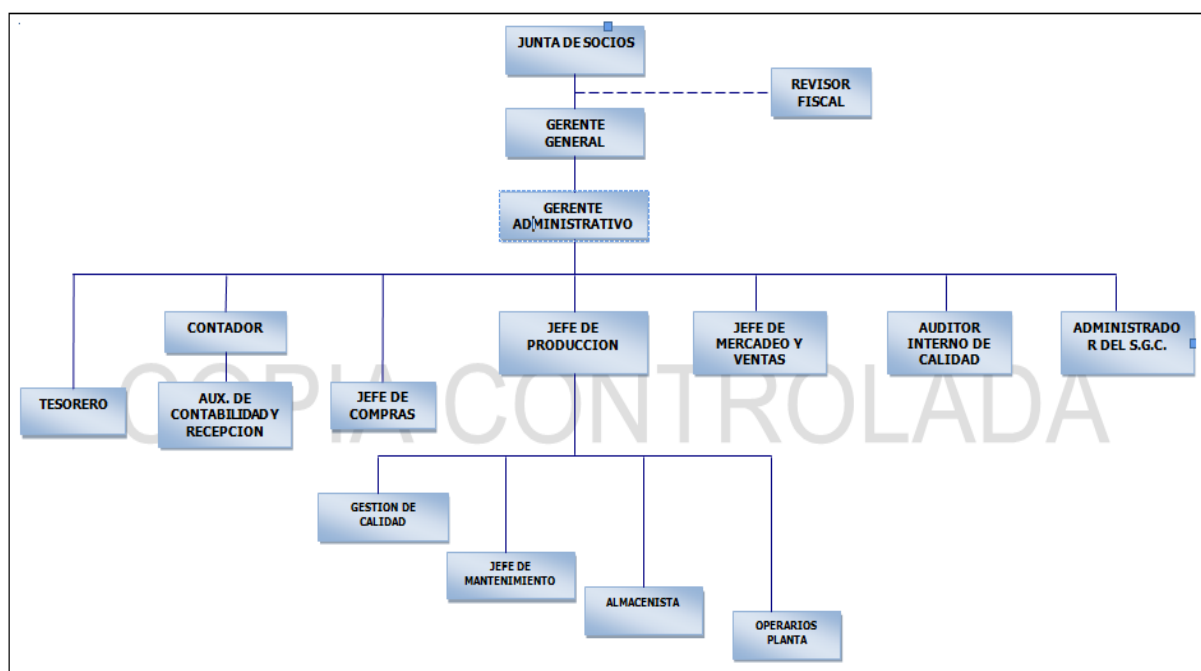 JUNTA DE SOCIOS
REVISOR
FISCAL
GERENTE
GENERAL
GERENTE
ADMINISTRATIVO
CONTADOR
JEFE DE
PRODUCCION
JEFE DE
MERCADEO Y
VENTAS
AUDITOR
INTERNO DE
CALIDAD
ADMINISTRADO
R DEL S.G.C.
TESORERO
AUX. DE
CONTABILIDAD Y
RECEPCION
JEFE DE
COMPRAS
COPIA CONTROLADA
GESTION DE
CALIDAD
JEFE DE
MANTENIMIENTO
ALMACENISTA
OPERARIOS
PLANTA